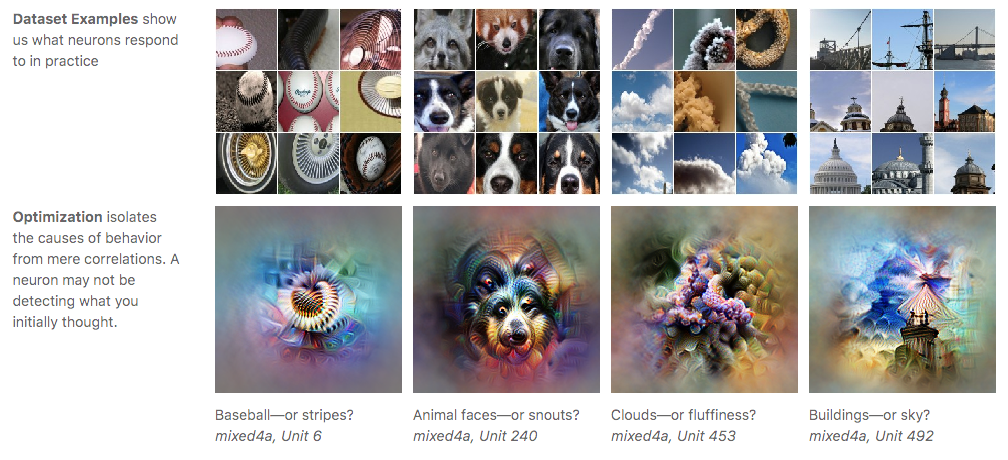 Dataset Examples show
us what neurons respond
to in practice
Optimization isolates
the causes of behavior
from mere correlations. A
neuron may not be
detecting what you
initially thought.
Baseball—or stripes?
mixed4a, Unit 6
Animal faces—or snouts?
mixed4a, Unit 240
Clouds—or fluffiness?
mixed4a, Unit 453
Buildings—or sky?
mixed4a, Unit 492